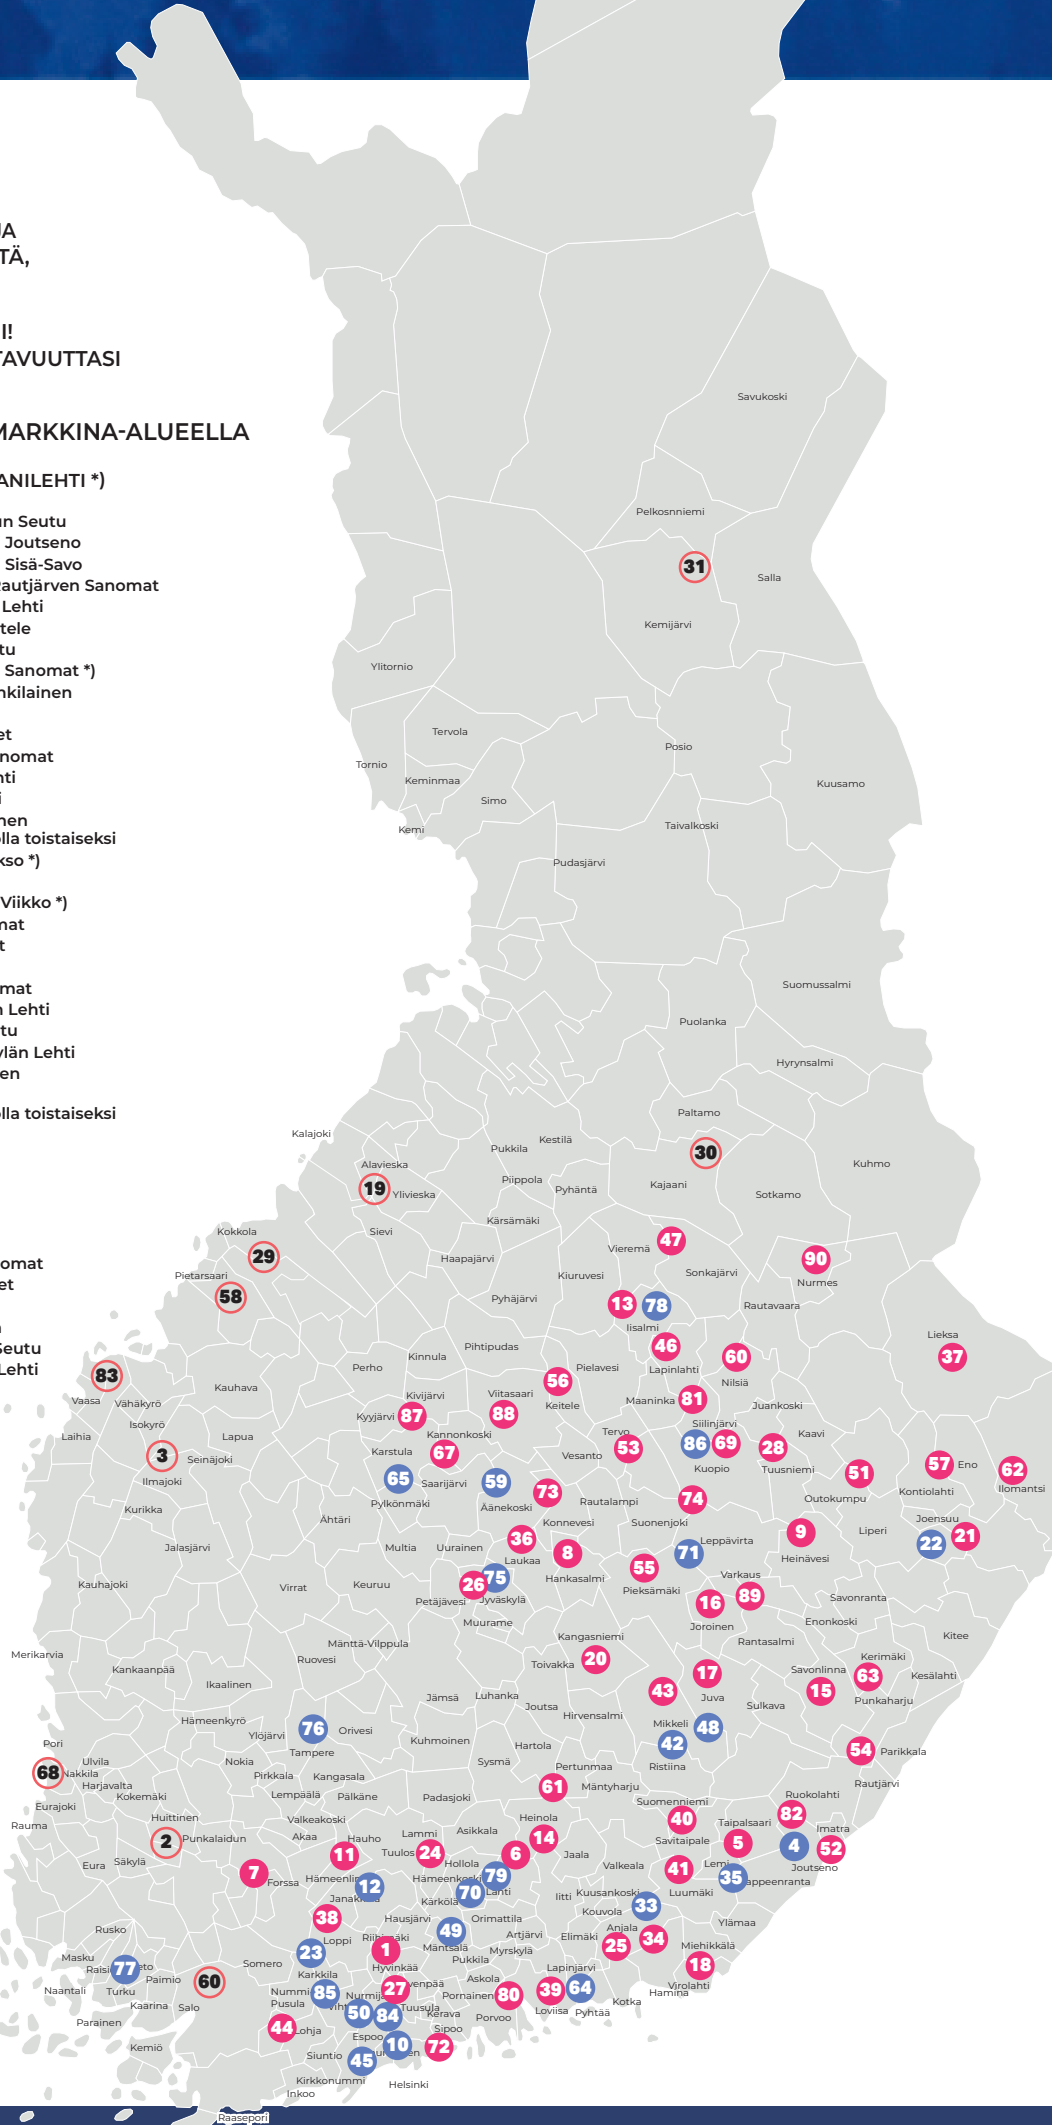 JA
TÄ,
I!
TAVUUTTASI
MARKKINA-ALUEELLA
ANILEHTI *)
un Seutu
Joutseno
Sisä-Savo
Rautjärven Sanomat
Lehti
tele
tu
Sanomat *)
nkilainen
et
nomat
hti
i
nen
olla toistaiseksi
kso *)
Viikko *)
mat
t
omat
n Lehti
tu
ylän Lehti
en
olla toistaiseksi
nomat
et
n
Seutu
Lehti
Savukoski
Pelkosnniemi
31
Salla
Kemijärvi
Ylitornio
Tervola
Posio
Tornio
Keminmaa
Kuusamo
Simo
Kemi
Taivalkoski
Pudasjärvi
Suomussalmi
Puolanka
Hyrynsalmi
Paltamo
Kalajoki
Kestilä
Pukkila
30
Alavieska
Kuhmo
Piippola
Kajaani
19
Ylivieska
Pyhäntä
Sotkamo
Kärsämäki
Kokkola
Sievi
47
Vieremä
29
Haapajärvi
90
Pietarsaari
Kiuruvesi
Sonkajärvi
Nurmes
58
Pyhäjärvi
13
78
Rautavaara
Iisalmi
Lieksa
Pihtipudas
46
60
37
Kinnula
Perho
Pielavesi
Lapinlahti
83
56
Nilsiä
Kauhava
Kivijärvi
Viitasaari
Maaninka
81
Vaasa
Vähäkyrö
Keitele
Juankoski
Kyyjärvi
87
88
Isokyrö
Siilinjärvi
Laihia
Lapua
Kannonkoski
Tervo
Kaavi
Karstula
67
53
86
69
28
3
Seinäjoki
Vesanto
Kuopio
Tuusniemi
57
Eno
62
Ilmajoki
65
Saarijärvi
59
51
Kontiolahti
Ilomantsi
Pylkönmäki
Äänekoski
73
Rautalampi
74
Outokumpu
Kurikka
Ähtäri
Konnevesi
Suonenjoki
Joensuu
9
Liperi
21
Jalasjärvi
Multia
Uurainen
36
Leppävirta
22
Laukaa
8
71
Heinävesi
Hankasalmi
55
Varkaus
Kauhajoki
Virrat
Keuruu
26
75
Pieksämäki
89
Savonranta
Petäjävesi
Jyväskylä
16
Muurame
Joroinen
Enonkoski
Kitee
Merikarvia
Mänttä-Vilppula
Kangasniemi
Rantasalmi
Ruovesi
20
Kerimäki
Kankaanpää
Toivakka
17
Savonlinna
63
Kesälahti
Ikaalinen
43
15
Jämsä
Luhanka
Juva
Punkaharju
Joutsa
Sulkava
Hämeenkyrö
Hirvensalmi
Mikkeli
48
Ylöjärvi
76
Orivesi
42
Pori
Kuhmoinen
Hartola
54
Parikkala
Tampere
Ulvila
Nokia
Sysmä
Pertunmaa
Ristiina
68
Nakkila
Pirkkala
Kangasala
61
Mäntyharju
Rautjärvi
Harjavalta
Kokemäki
Lempäälä
Pälkäne
Padasjoki
Suomenniemi
Ruokolahti
Eurajoki
Huittinen
Valkeakoski
Heinola
40
82
Rauma
Asikkala
Taipalsaari
Imatra
Lammi
Akaa
Hauho
14
Savitaipale
5
4
52
2
Punkalaidun
Tuulos
24
6
Jaala
Säkylä
11
Hollola
Valkeala
41
Lemi
Joutseno
Eura
7
Hämeenlin
Hämeenkoski
79
Luumäki
35
appeenranta
Forssa
12
70
Lahti
Iitti
Kuusankoski
33
Janakkala
Kärkölä
Kouvola
38
Hausjärvi
Orimattila
Ylämaa
Rusko
Loppi
49
Artjärvi
Elimäki
Anjala
34
Miehikkälä
Riihimäki
1
Mäntsälä
Myrskylä
25
Masku
23
18
Raisi
77
eto
Somero
Hyvinkää
Pukkila
Lapinjärvi
Virolahti
Karkkila
Naantali
Paimio
60
27
venpää
Askola
39
64
Hamina
Turku
Nummi
85
Nurmij
Pornainen
80
Kotka
Kaarina
Salo
Pusula
Viht
50
84
Tuusula
Loviisa
Pyhtää
Kerava
Porvoo
Parainen
44
Lohja
Espoo
Sipoo
10
72
Kemiö
Siuntio
45
Kirkkonummi
Helsinki
Inkoo
Raasepori